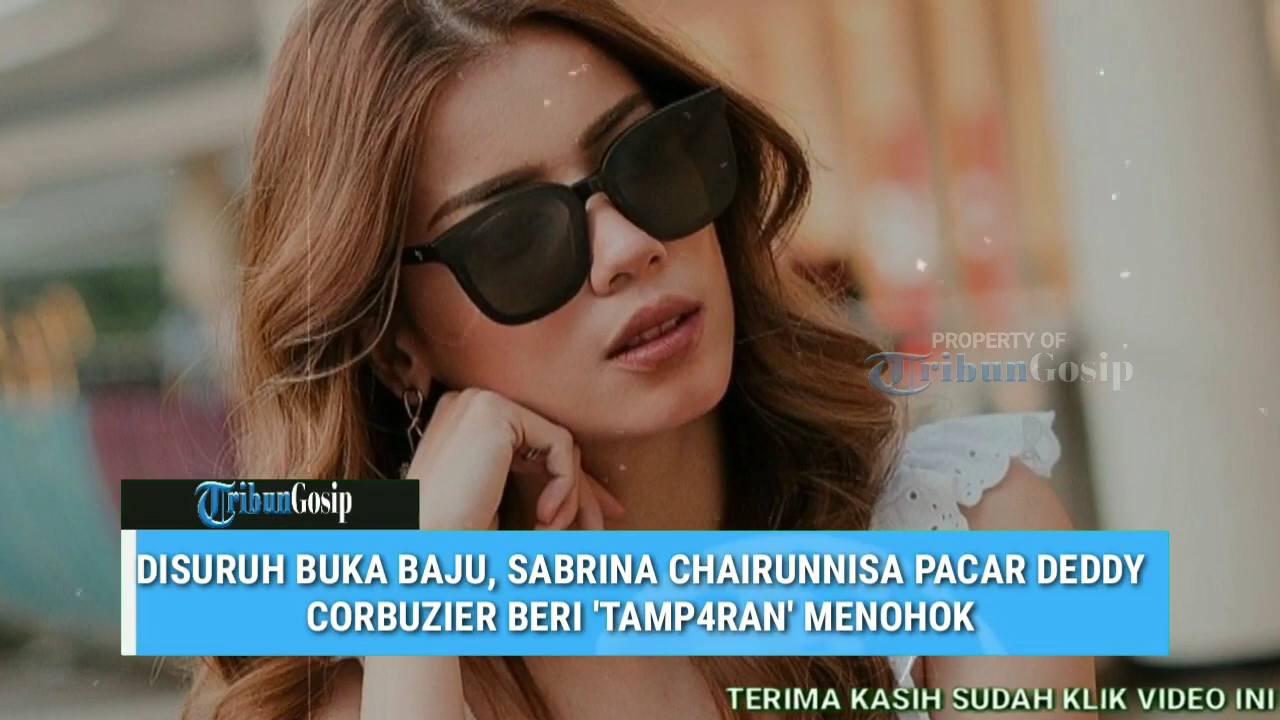 PROPERTY OF
TribunGosip
TribunGosip
DISURUH BUKA BAJU, SABRINA CHAIRUNNISA PACAR DEDDY
CORBUZIER BERI 'TAMP4RAN' MENOHOK
TERIMA KASIH SUDAH KLIK VIDEO INI